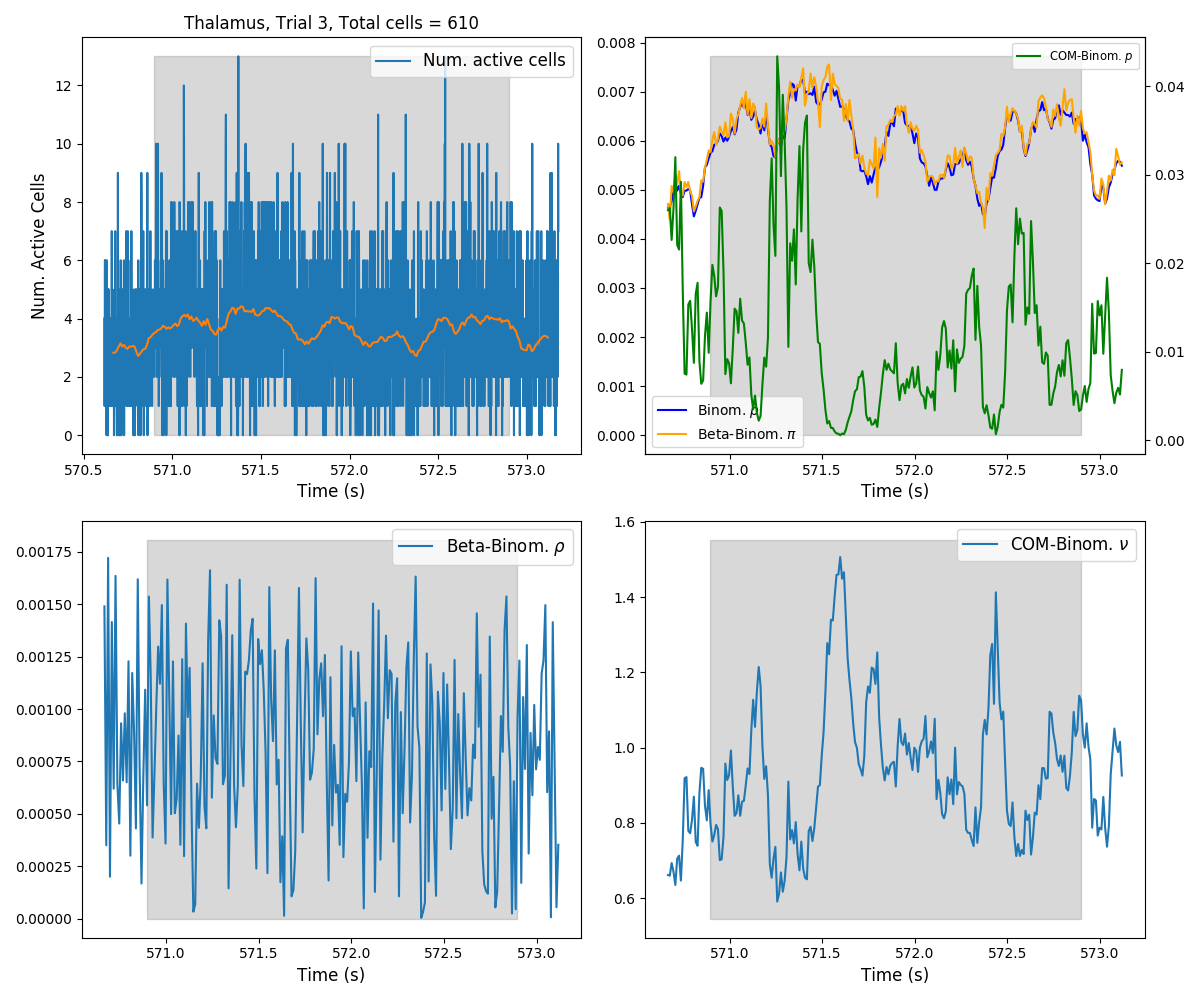 Thalamus, Trial 3, Total cells = 610
Num. active cells
12
10
8
6
4
2
0
Num. Active Cells
570.5 571.0 571.5 572.0 572.5 573.0
Time (s)
COM-Binom. p
0.008
0.007
0.006
0.005
0.004
0.003
0.002
0.001
0.000
0.04
0.03
0.02
0.01
0.00
Binom. p
Beta-Binom. π
571.0 571.5 572.0 572.5 573.0
Time (s)
Beta-Binom. ρ
0.00175
0.00150
0.00125
0.00100
0.00075
0.00050
0.00025
0.00000
571.0 571.5 572.0 572.5 573.0
Time (s)
COM-Binom. ν
1.6
1.4
1.2
1.0
0.8
0.6
571.0 571.5 572.0 572.5 573.0
Time (s)